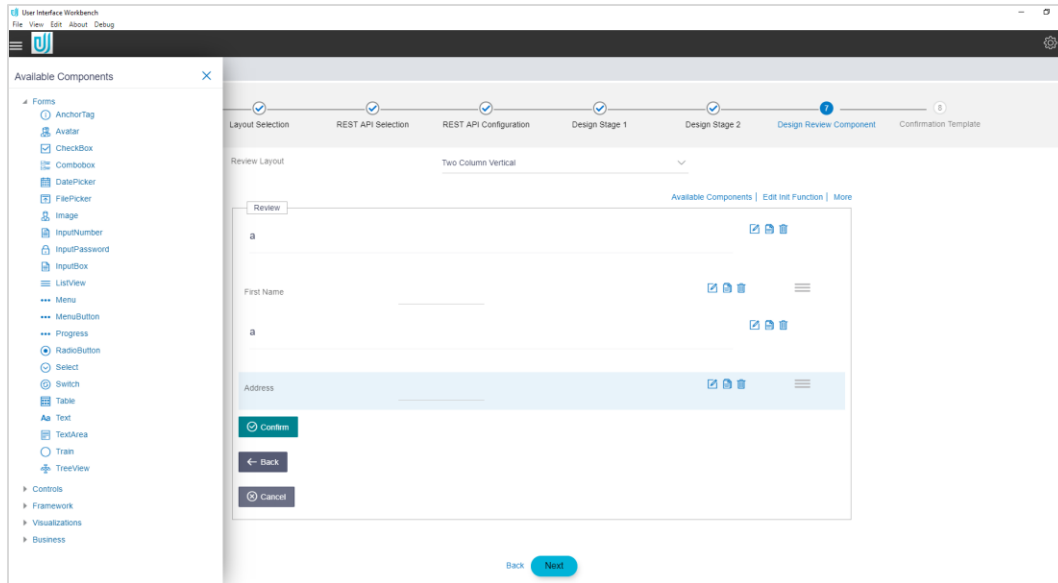 User Interface Workbench
File View Edit About Debug
Available Components
Forms
AnchorTag
Avatar
CheckBox
Combobox
DatePicker
FilePicker
Image
InputNumber
InputPassword
InputBox
ListView
Menu
MenuButton
Progress
RadioButton
Select
Switch
Table
Aa Text
TextArea
Train
TreeView
Controls
Framework
Visualizations
Business
7 8
Layout Selection REST API Selection REST API Configuration Design Stage 1 Design Stage 2 Design Review Component Confirmation Template
Review Layout Two Column Vertical
Available Components | Edit Init Function | More
Review
a
First Name
a
Address
Confirm
Back
Cancel
Back Next